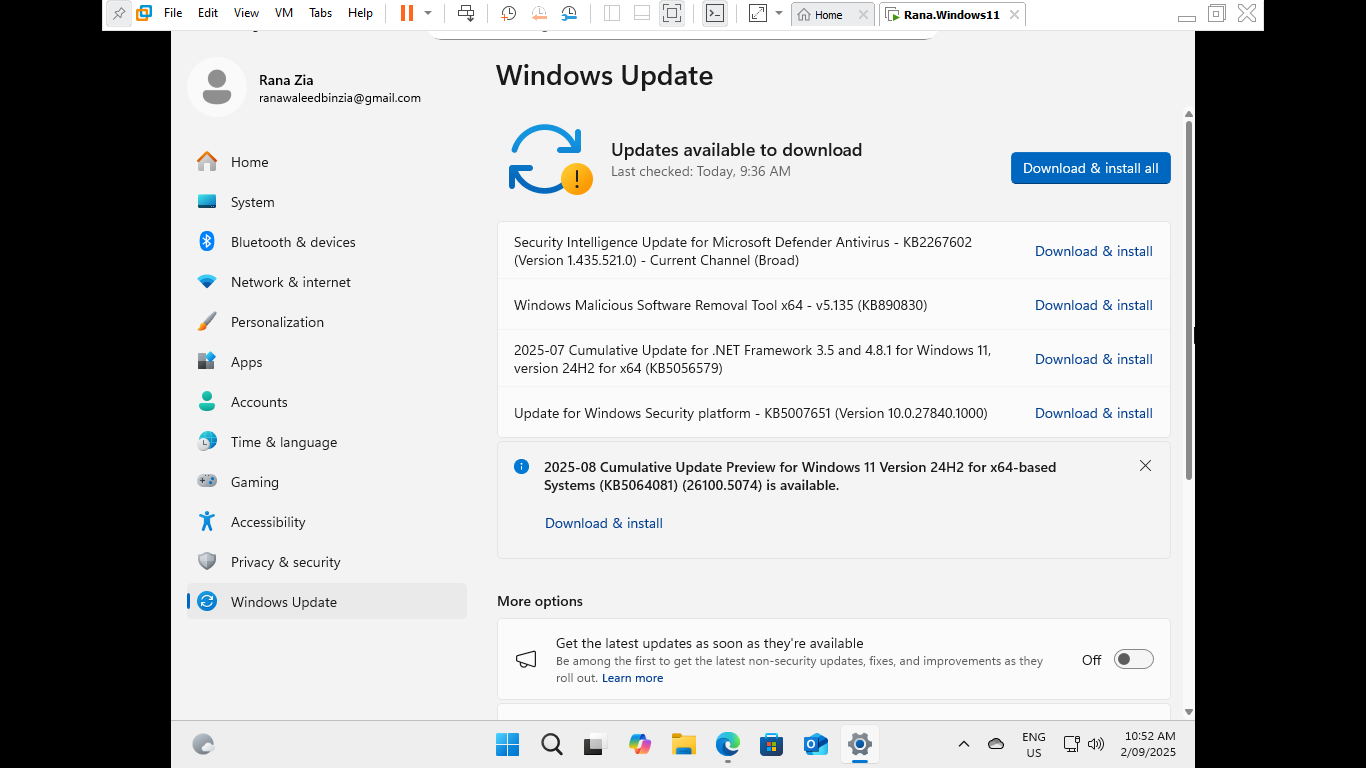 File Edit View VM Tabs Help
Home
Rana.Windows11
Rana Zia
ranawaleedbinzia@gmail.com
Home
System
Bluetooth & devices
Network & internet
Personalization
Apps
Accounts
Time & language
Gaming
Accessibility
Privacy & security
Windows Update
Windows Update
Updates available to download
Last checked: Today, 9:36 AM
Download & install all
Security Intelligence Update for Microsoft Defender Antivirus - KB2267602
(Version 1.435.521.0) - Current Channel (Broad)
Download & install
Windows Malicious Software Removal Tool x64 - v5.135 (KB890830)
Download & install
2025-07 Cumulative Update for .NET Framework 3.5 and 4.8.1 for Windows 11,
version 24H2 for x64 (KB5056579)
Download & install
Update for Windows Security platform - KB5007651 (Version 10.0.27840.1000)
Download & install
2025-08 Cumulative Update Preview for Windows 11 Version 24H2 for x64-based
Systems (KB5064081) (26100.5074) is available.
Download & install
More options
Get the latest updates as soon as they're available
Be among the first to get the latest non-security updates, fixes, and improvements as they
roll out. Learn more
Off
ENG
US
10:52 AM
2/09/2025